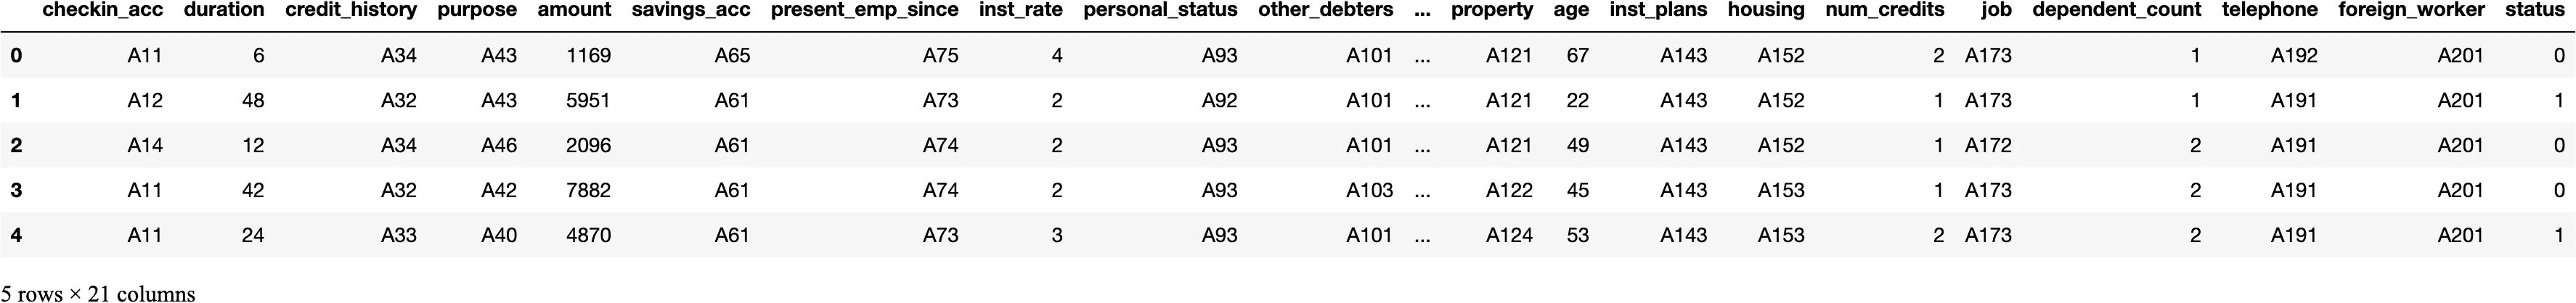 checkin_acc duration credit_history purpose amount savings_acc present_emp_since inst_rate personal_status other_debters ... property age inst_plans housing num_credits job dependent_count telephone foreign_worker status
0 A11 6 A34 A43 1169 A65 A75 4 A93 A101 ... A121 67 A143 A152 2 A173 1 A192 A201 0
1 A12 48 A32 A43 5951 A61 A73 2 A92 A101 ... A121 22 A143 A152 1 A173 1 A191 A201 1
2 A14 12 A34 A46 2096 A61 A74 2 A93 A101 ... A121 49 A143 A152 1 A172 2 A191 A201 0
3 A11 42 A32 A42 7882 A61 A74 2 A93 A103 ... A122 45 A143 A153 1 A173 2 A191 A201 0
4 A11 24 A33 A40 4870 A61 A73 3 A93 A101 ... A124 53 A143 A153 2 A173 2 A191 A201 1
5 rows × 21 columns